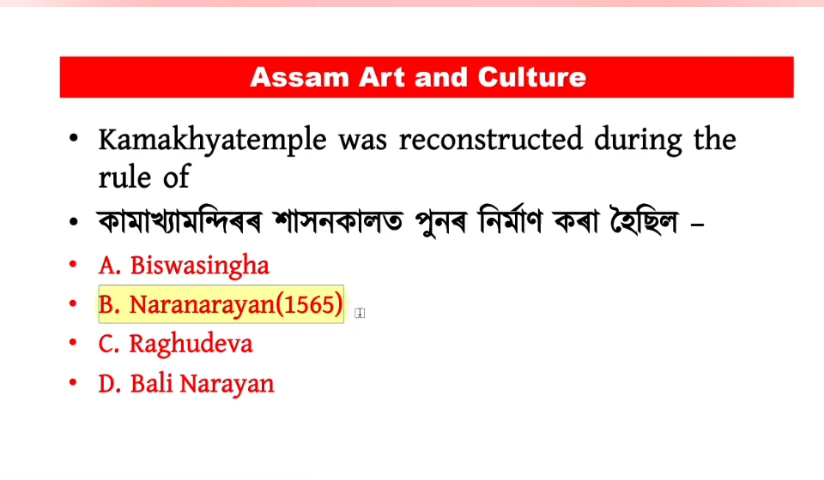 Assam Art and Culture
• Kamakhyatemple was reconstructed during the
rule of
• কামাখ্যামন্দিৰৰ শাসনকালত পুনৰ নিৰ্মাণ কৰা হৈছিল –
• A. Biswasingha
• B. Naranarayan(1565)
• C. Raghudeva
• D. Bali Narayan